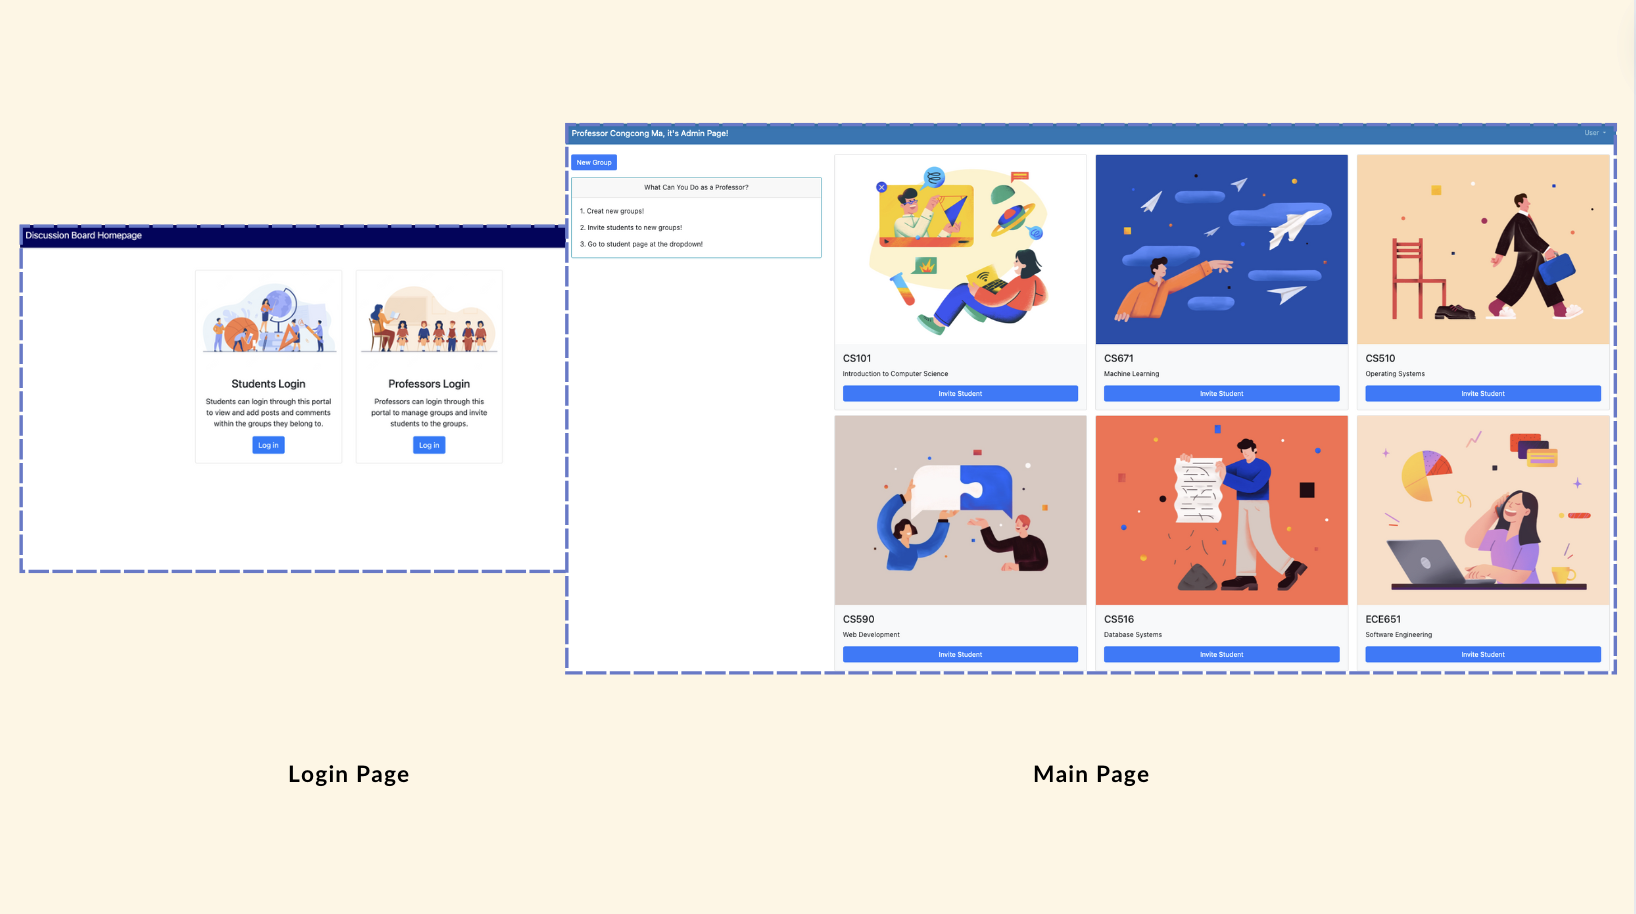 Discussion Board Homepage
Students Login
Students can login through this portal
to view and add posts and comments
within the groups they belong to.
Log in
Professors Login
Professors can login through this
portal to manage groups and invite
students to the groups.
Log in
Login Page
Professor Congcong Ma, it's Admin Page!
User
New Group
What Can You Do as a Professor?
1. Creat new groups!
2. Invite students to new groups!
3. Go to student page at the dropdown!
CS101
Introduction to Computer Science
Invite Student
CS671
Machine Learning
Invite Student
CS510
Operating Systems
Invite Student
CS590
Web Development
Invite Student
CS516
Database Systems
Invite Student
ECE651
Software Engineering
Invite Student
Main Page